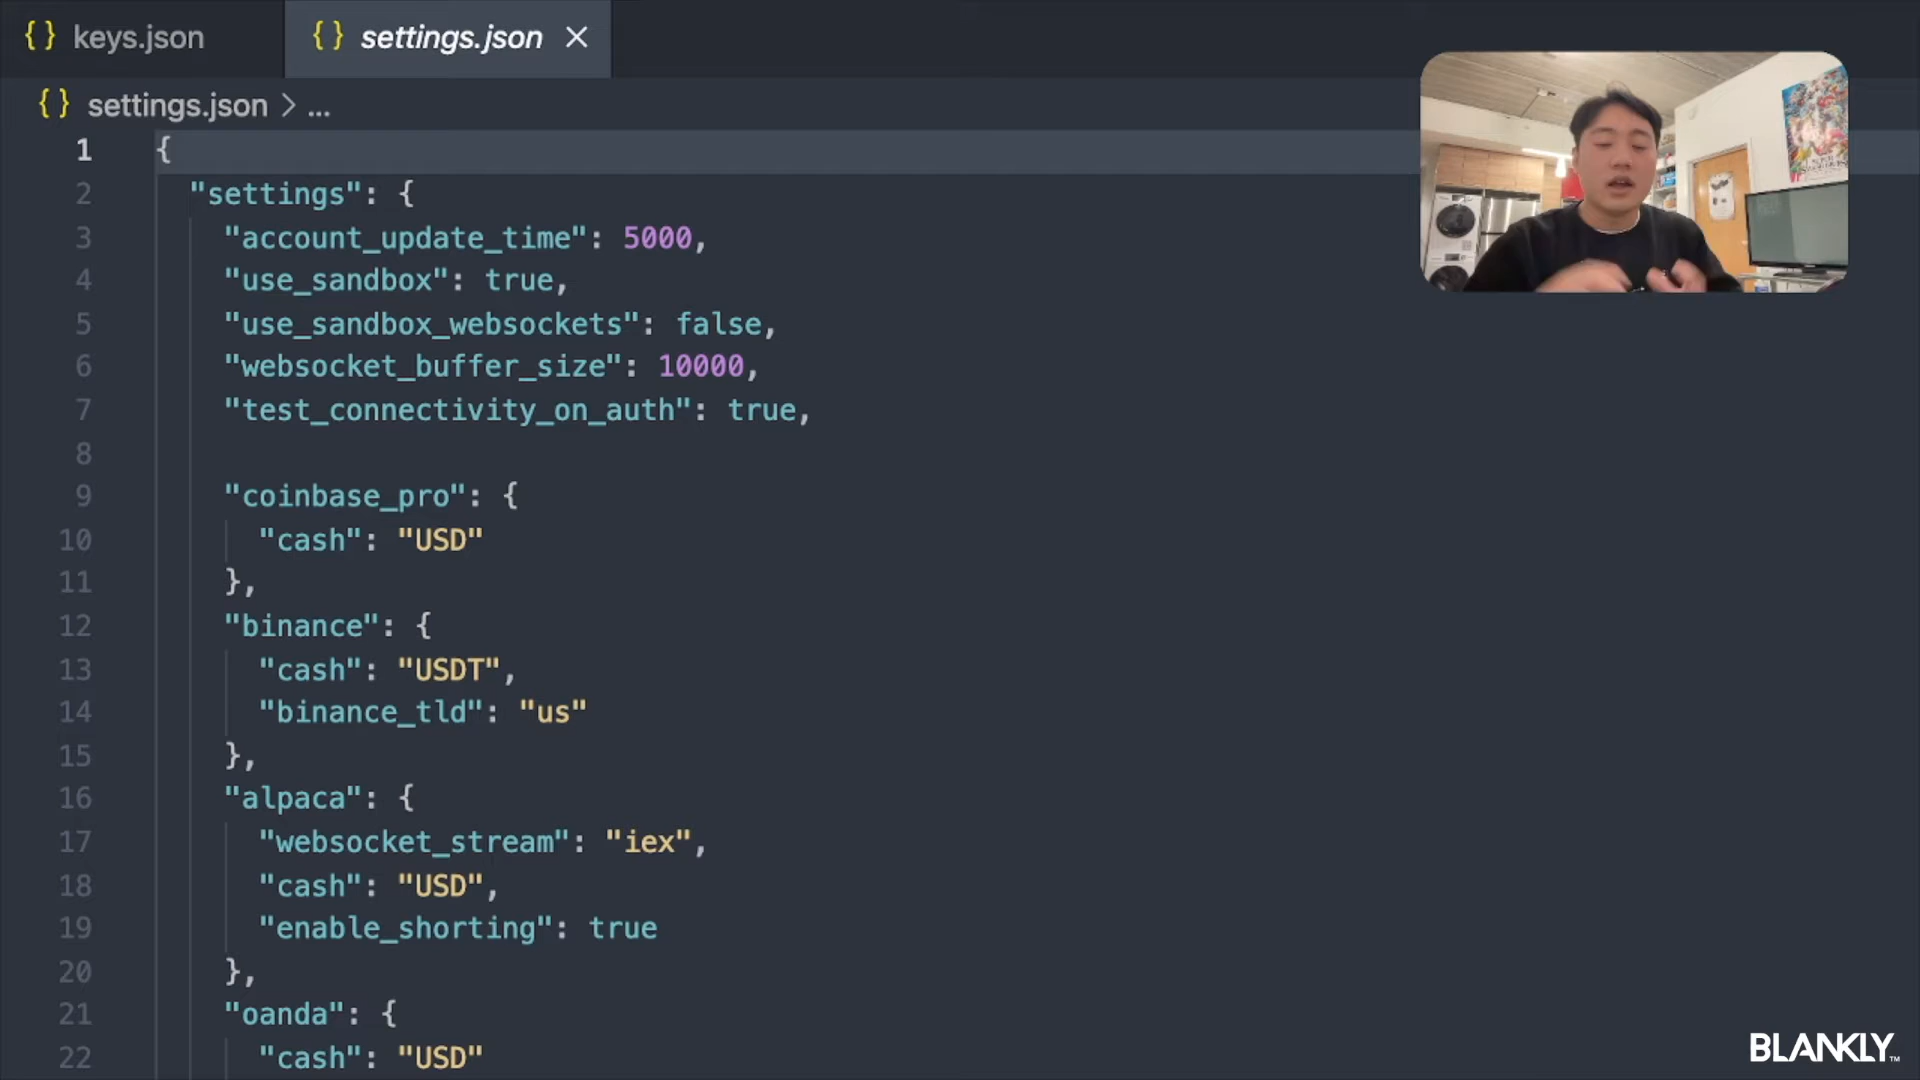 {} keys.json
{} settings.json ×
{} settings.json > ...
1 {
2 "settings": {
3 "account_update_time": 5000,
4 "use_sandbox": true,
5 "use_sandbox_websockets": false,
6 "websocket_buffer_size": 10000,
7 "test_connectivity_on_auth": true,
8
9 "coinbase_pro": {
10 "cash": "USD"
11 },
12 "binance": {
13 "cash": "USDT",
14 "binance_tld": "us"
15 },
16 "alpaca": {
17 "websocket_stream": "iex",
18 "cash": "USD",
19 "enable_shorting": true
20 },
21 "oanda": {
22 "cash": "USD"
BLANKLY™